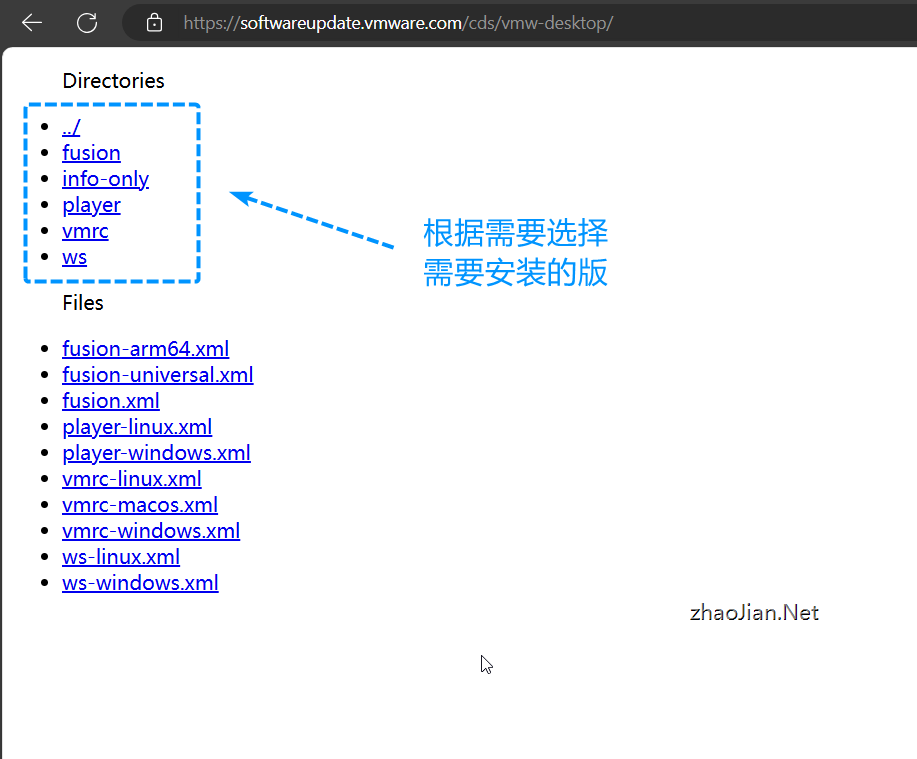 https://softwareupdate.vmware.com/cds/vmw-desktop/
Directories
../
fusion
info-only
player
vmrc
ws
根据需要选择
需要安装的版
Files
fusion-arm64.xml
fusion-universal.xml
fusion.xml
player-linux.xml
player-windows.xml
vmrc-linux.xml
vmrc-macos.xml
vmrc-windows.xml
ws-linux.xml
ws-windows.xml
zhaoJian.Net